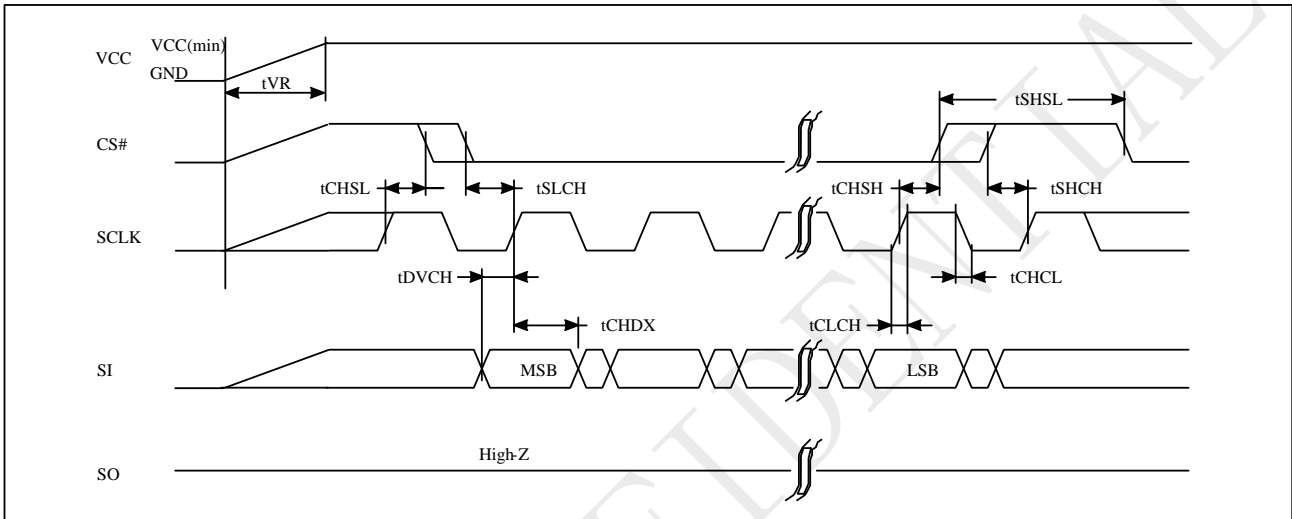 VCC
VCC(min)
GND
tVR
CS#
tSHSL
tCHSL
tSLCH
tCHSH
tSHCH
SCLK
tDVCH
tCHCL
tCHDX
tCLCH
SI
MSB
LSB
SO
High-Z